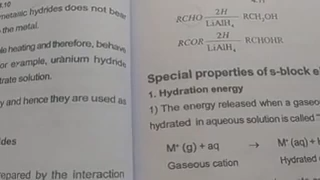 .10
metallic hydrides does not bear
the metal.
ple heating and therefore, behave
or example, uranium hydride
trate solution.
y and hence they are used as
ides
epared by the interaction
RCHO 2H/LiAlH₄ RCH₂OH
RCOR 2H/LiAlH₄ RCHOHR
Special properties of s-block e
1. Hydration energy
1) The energy released when a gaseo
hydrated in aqueous solution is called "
M⁺ (g) + aq → M⁺ (aq) + H
Gaseous cation Hydrated